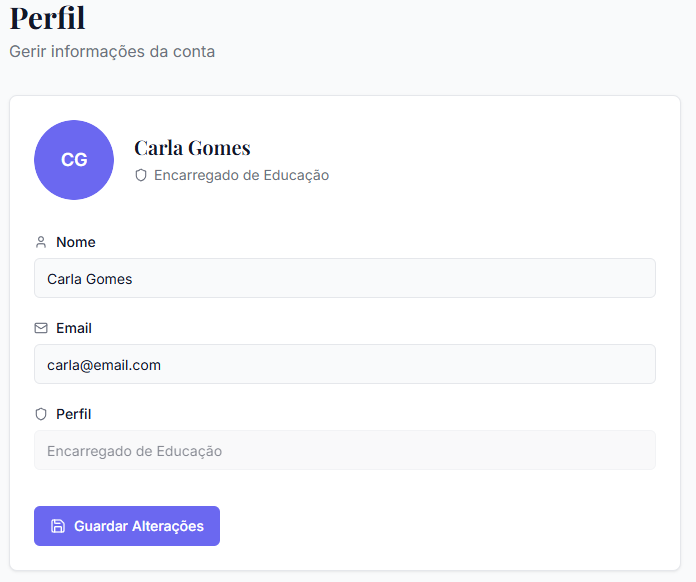 Perfil
Gerir informações da conta
CG
Carla Gomes
Encarregado de Educação
Nome
Carla Gomes
Email
carla@email.com
Perfil
Encarregado de Educação
Guardar Alterações